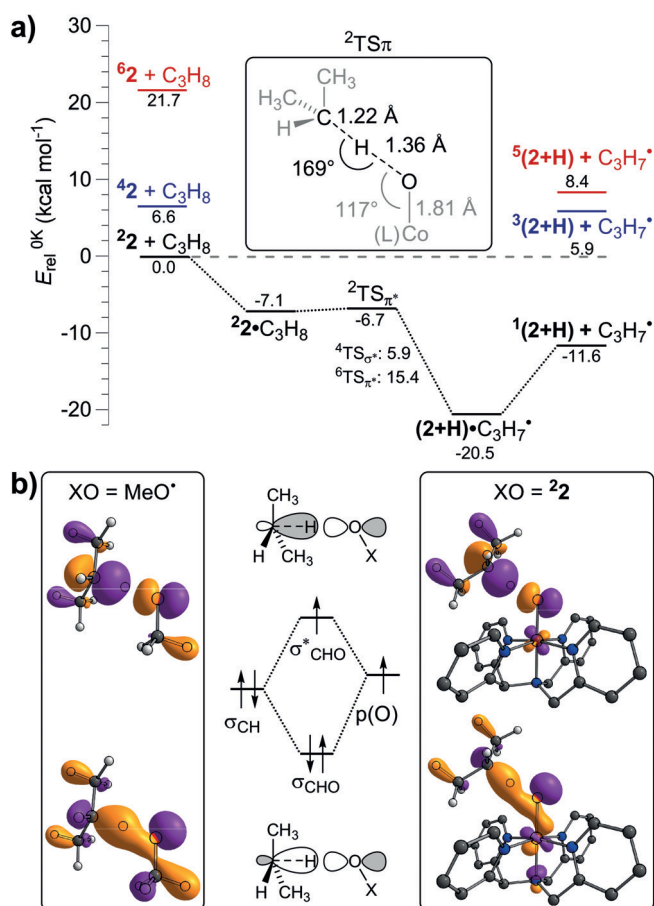 a)
30
20
10
0
-10
-20
E_rel^0K (kcal mol⁻¹)
⁶2 + C₃H₈
21.7
⁴2 + C₃H₈
6.6
²2 + C₃H₈
0.0
²TSπ
CH₃
H₃C
C
H
1.22 Å
H
1.36 Å
169°
O
117°
1.81 Å
(L)Co
⁵(2+H) + C₃H₇•
8.4
³(2+H) + C₃H₇•
5.9
-7.1
²2•C₃H₈
²TSπ*
-6.7
⁴TSσ*: 5.9
⁶TSπ*: 15.4
¹(2+H) + C₃H₇•
-11.6
(2+H)•C₃H₇•
-20.5
b)
XO = MeO•
CH₃
H O
H CH₃ X
σ*CHO
σCH
p(O)
σCHO
CH₃
H O
H CH₃ X
XO = ²2